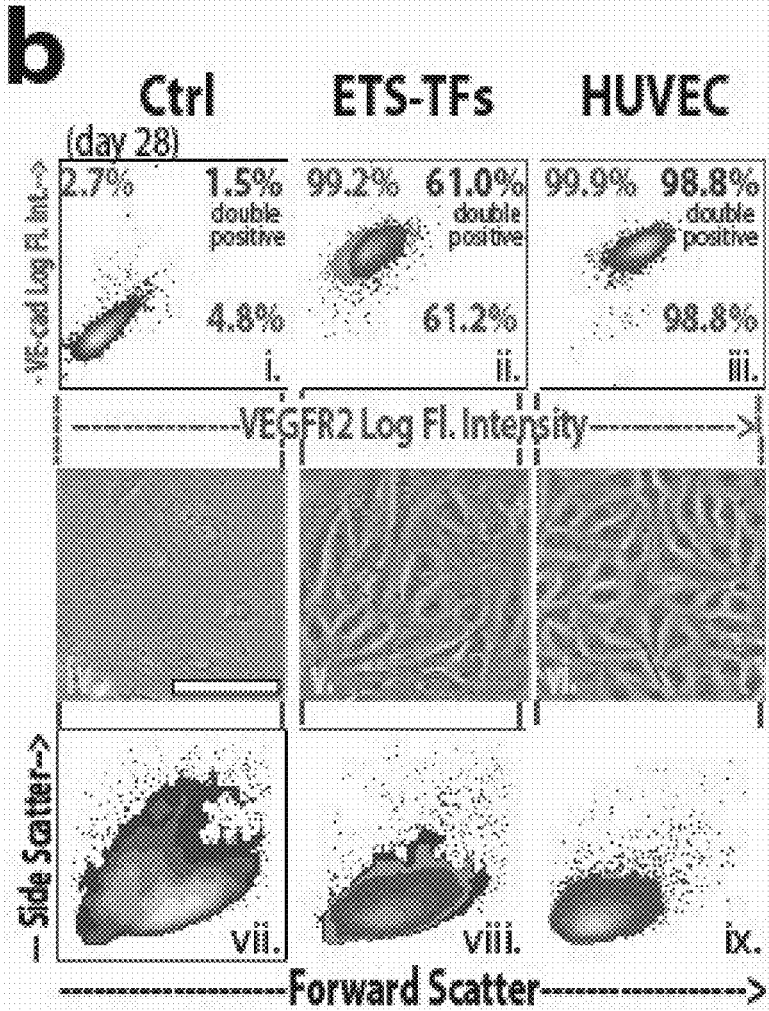 b
Ctrl ETS-TFs HUVEC
(day 28)
2.7% 1.5% 99.2% 61.0% 99.9% 98.8%
double positive double positive double positive
4.8% 61.2% 98.8%
i. ii. iii.
- VE-cad Log Fl. Int.-->
VEGFR2 Log Fl. Intensity
— Side Scatter-->
vii. viii. ix.
Forward Scatter